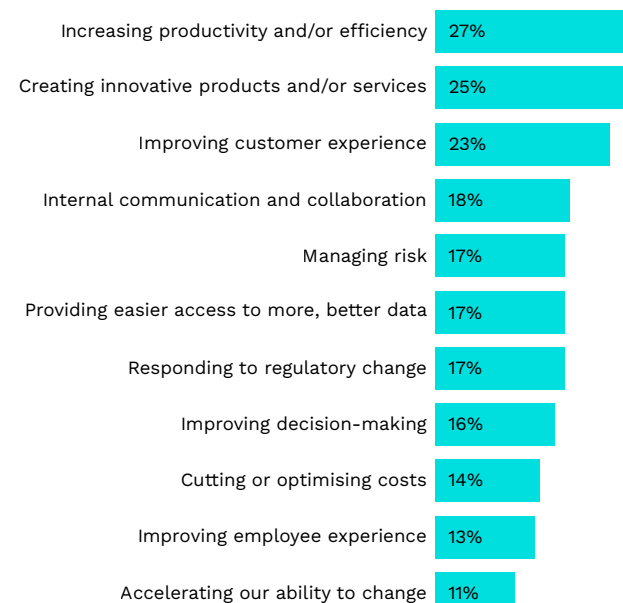 Increasing productivity and/or efficiency 27%
Creating innovative products and/or services 25%
Improving customer experience 23%
Internal communication and collaboration 18%
Managing risk 17%
Providing easier access to more, better data 17%
Responding to regulatory change 17%
Improving decision-making 16%
Cutting or optimising costs 14%
Improving employee experience 13%
Accelerating our ability to change 11%